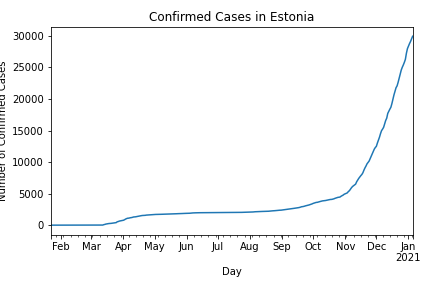 Confirmed Cases in Estonia
Number of Confirmed Cases
30000
25000
20000
15000
10000
5000
0
Feb Mar Apr May Jun Jul Aug Sep Oct Nov Dec Jan
2021
Day